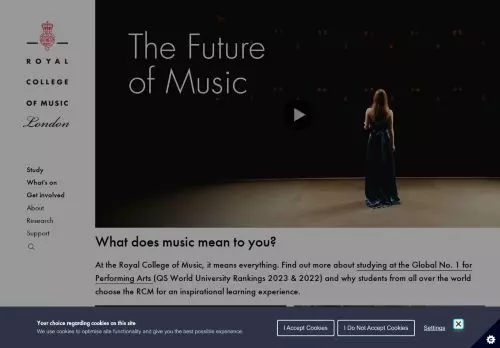 ROYAL
COLLEGE
OF MUSIC
London
Study
What's on
Get involved
About
Research
Support
The Future
of Music
What does music mean to you?
At the Royal College of Music, it means everything. Find out more about studying at the Global No. 1 for
Performing Arts (QS World University Rankings 2023 & 2022) and why students from all over the world
choose the RCM for an inspirational learning experience.
Your choice regarding cookies on this site
We use cookies to optimise site functionality and give you the best possible experience.
I Accept Cookies
I Do Not Accept Cookies
Settings